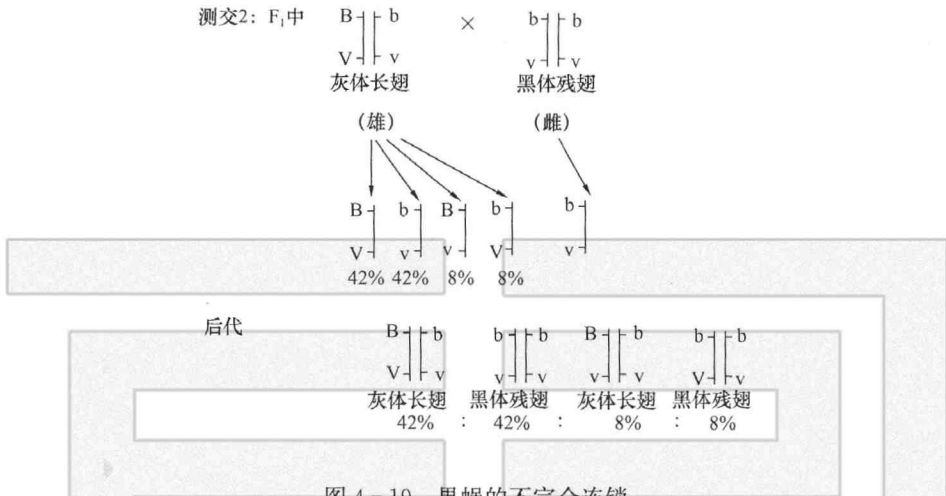 测交2: F₁中 B b × b b
V v v v
灰体长翅 黑体残翅
(雄) (雌)
B b B b b
V v v V v
42% 42% 8% 8%
后代
B b b b B b b b
V v v v v v V v
灰体长翅 黑体残翅 灰体长翅 黑体残翅
42% : 42% : 8% : 8%
图4-10 果蝇的不完全连锁